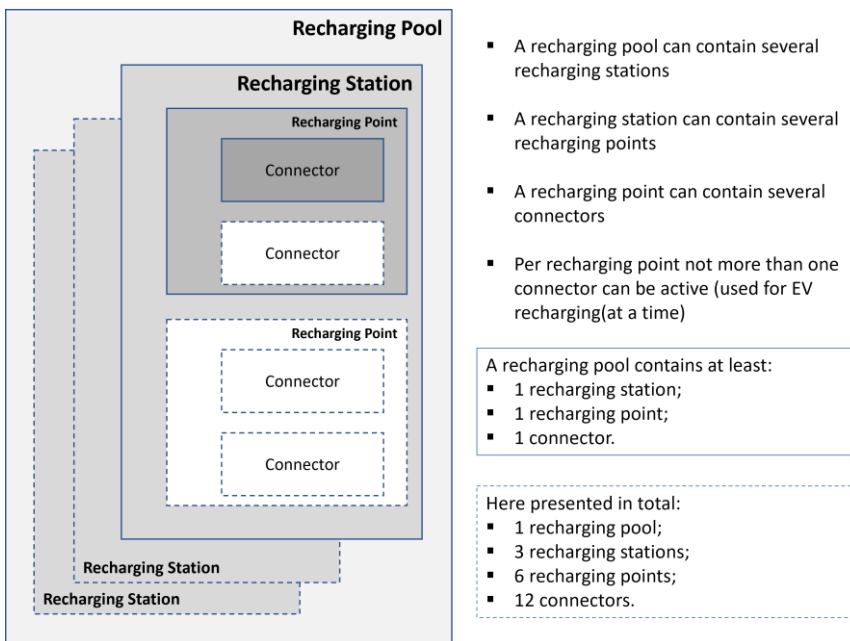 Recharging Pool
Recharging Station
Recharging Point
Connector
Connector
Recharging Point
Connector
Connector
Recharging Station
Recharging Station
▪ A recharging pool can contain several
recharging stations
▪ A recharging station can contain several
recharging points
▪ A recharging point can contain several
connectors
▪ Per recharging point not more than one
connector can be active (used for EV
recharging(at a time)
A recharging pool contains at least:
▪ 1 recharging station;
▪ 1 recharging point;
▪ 1 connector.
Here presented in total:
▪ 1 recharging pool;
▪ 3 recharging stations;
▪ 6 recharging points;
▪ 12 connectors.